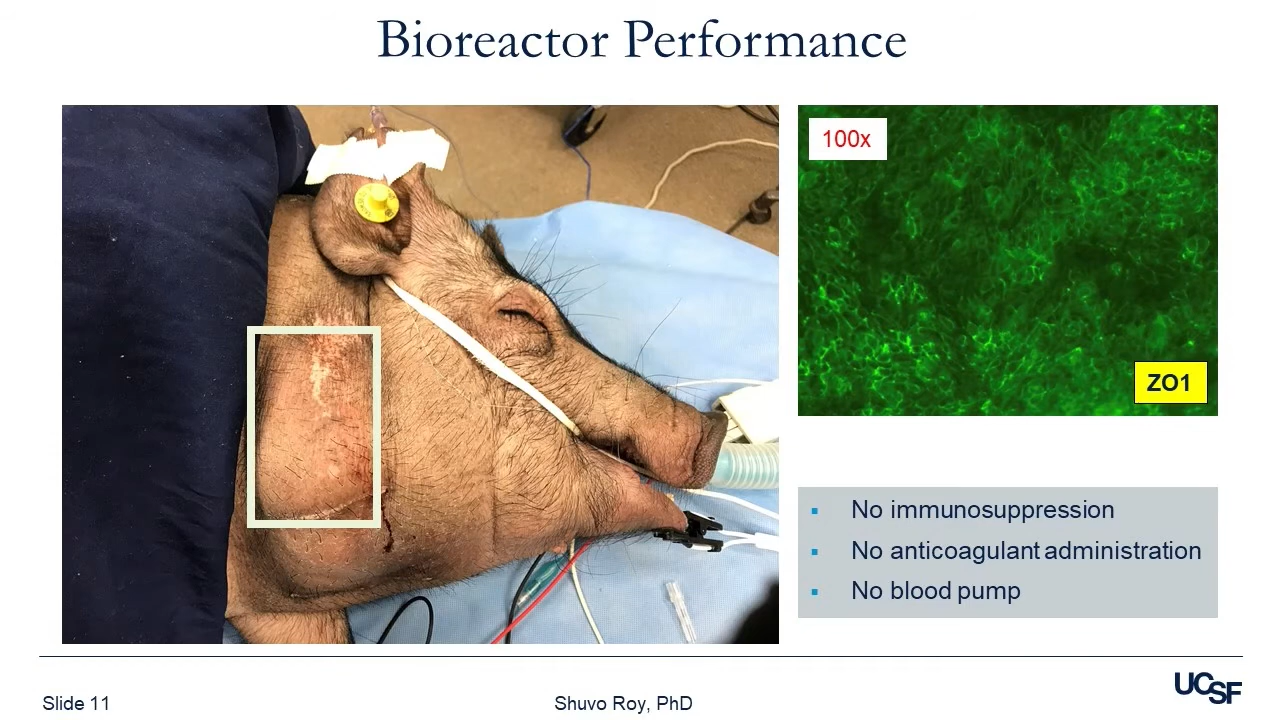 Bioreactor Performance
100x
ZO1
No immunosuppression
No anticoagulant administration
No blood pump
Slide 11
Shuvo Roy, PhD
UCSF